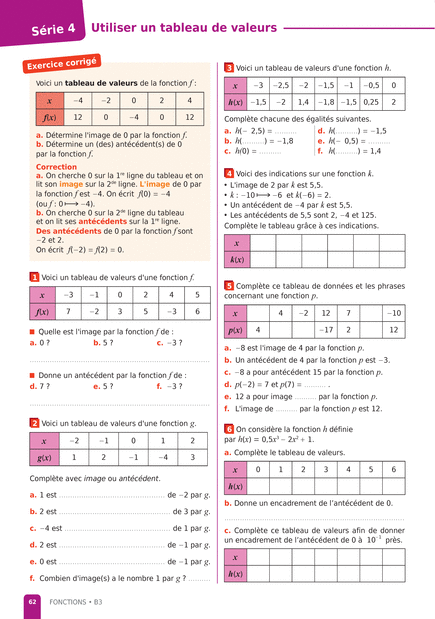 Série 4
Utiliser un tableau de valeurs
Exercice corrigé
Voici un tableau de valeurs de la fonction f :
x −4 −2 0 2 4
f(x) 12 0 −4 0 12
a. Détermine l'image de 0 par la fonction f.
b. Détermine un (des) antécédent(s) de 0
par la fonction f.
Correction
a. On cherche 0 sur la 1re ligne du tableau et on
lit son image sur la 2de ligne. L'image de 0 par
la fonction f est −4. On écrit f(0) = −4
(ou f : 0 ⟼ −4).
b. On cherche 0 sur la 2de ligne du tableau
et on lit ses antécédents sur la 1re ligne.
Des antécédents de 0 par la fonction f sont
−2 et 2.
On écrit f(−2) = f(2) = 0.
1 Voici un tableau de valeurs d'une fonction f.
x −3 −1 0 2 4 5
f(x) 7 −2 3 5 −3 6
■ Quelle est l'image par la fonction f de :
a. 0 ? b. 5 ? c. −3 ?
■ Donne un antécédent par la fonction f de :
d. 7 ? e. 5 ? f. −3 ?
2 Voici un tableau de valeurs d'une fonction g.
x −2 −1 0 1 2
g(x) 1 2 −1 −4 3
Complète avec image ou antécédent.
a. 1 est .......... de −2 par g.
b. 2 est .......... de 3 par g.
c. −4 est .......... de 1 par g.
d. 2 est .......... de −1 par g.
e. 0 est .......... de −1 par g.
f. Combien d'image(s) a le nombre 1 par g ? ..........
3 Voici un tableau de valeurs d'une fonction h.
x −3 −2,5 −2 −1,5 −1 −0,5 0
h(x) −1,5 −2 1,4 −1,8 −1,5 0,25 2
Complète chacune des égalités suivantes.
a. h(− 2,5) = .......... d. h(..........) = −1,5
b. h(..........) = −1,8 e. h(− 0,5) = ..........
c. h(0) = .......... f. h(..........) = 1,4
4 Voici des indications sur une fonction k.
• L'image de 2 par k est 5,5.
• k : −10 ⟼ −6 et k(−6) = 2.
• Un antécédent de −4 par k est 5,5.
• Les antécédents de 5,5 sont 2, −4 et 125.
Complète le tableau grâce à ces indications.
x
k(x)
5 Complète ce tableau de données et les phrases
concernant une fonction p.
x 4 −2 12 7 −10
p(x) 4 −17 2 12
a. −8 est l'image de 4 par la fonction p.
b. Un antécédent de 4 par la fonction p est −3.
c. −8 a pour antécédent 15 par la fonction p.
d. p(−2) = 7 et p(7) = .......... .
e. 12 a pour image .......... par la fonction p.
f. L'image de .......... par la fonction p est 12.
6 On considère la fonction h définie
par h(x) = 0,5x³ − 2x² + 1.
a. Complète le tableau.
x 0 1 2 3 4 5 6
h(x)
b. Donne un encadrement de l'antécédent de 0.
c. Complète ce tableau de valeurs afin de donner
un encadrement de l'antécédent de 0 à 10⁻¹ près.
x
h(x)
62 FONCTIONS • B3